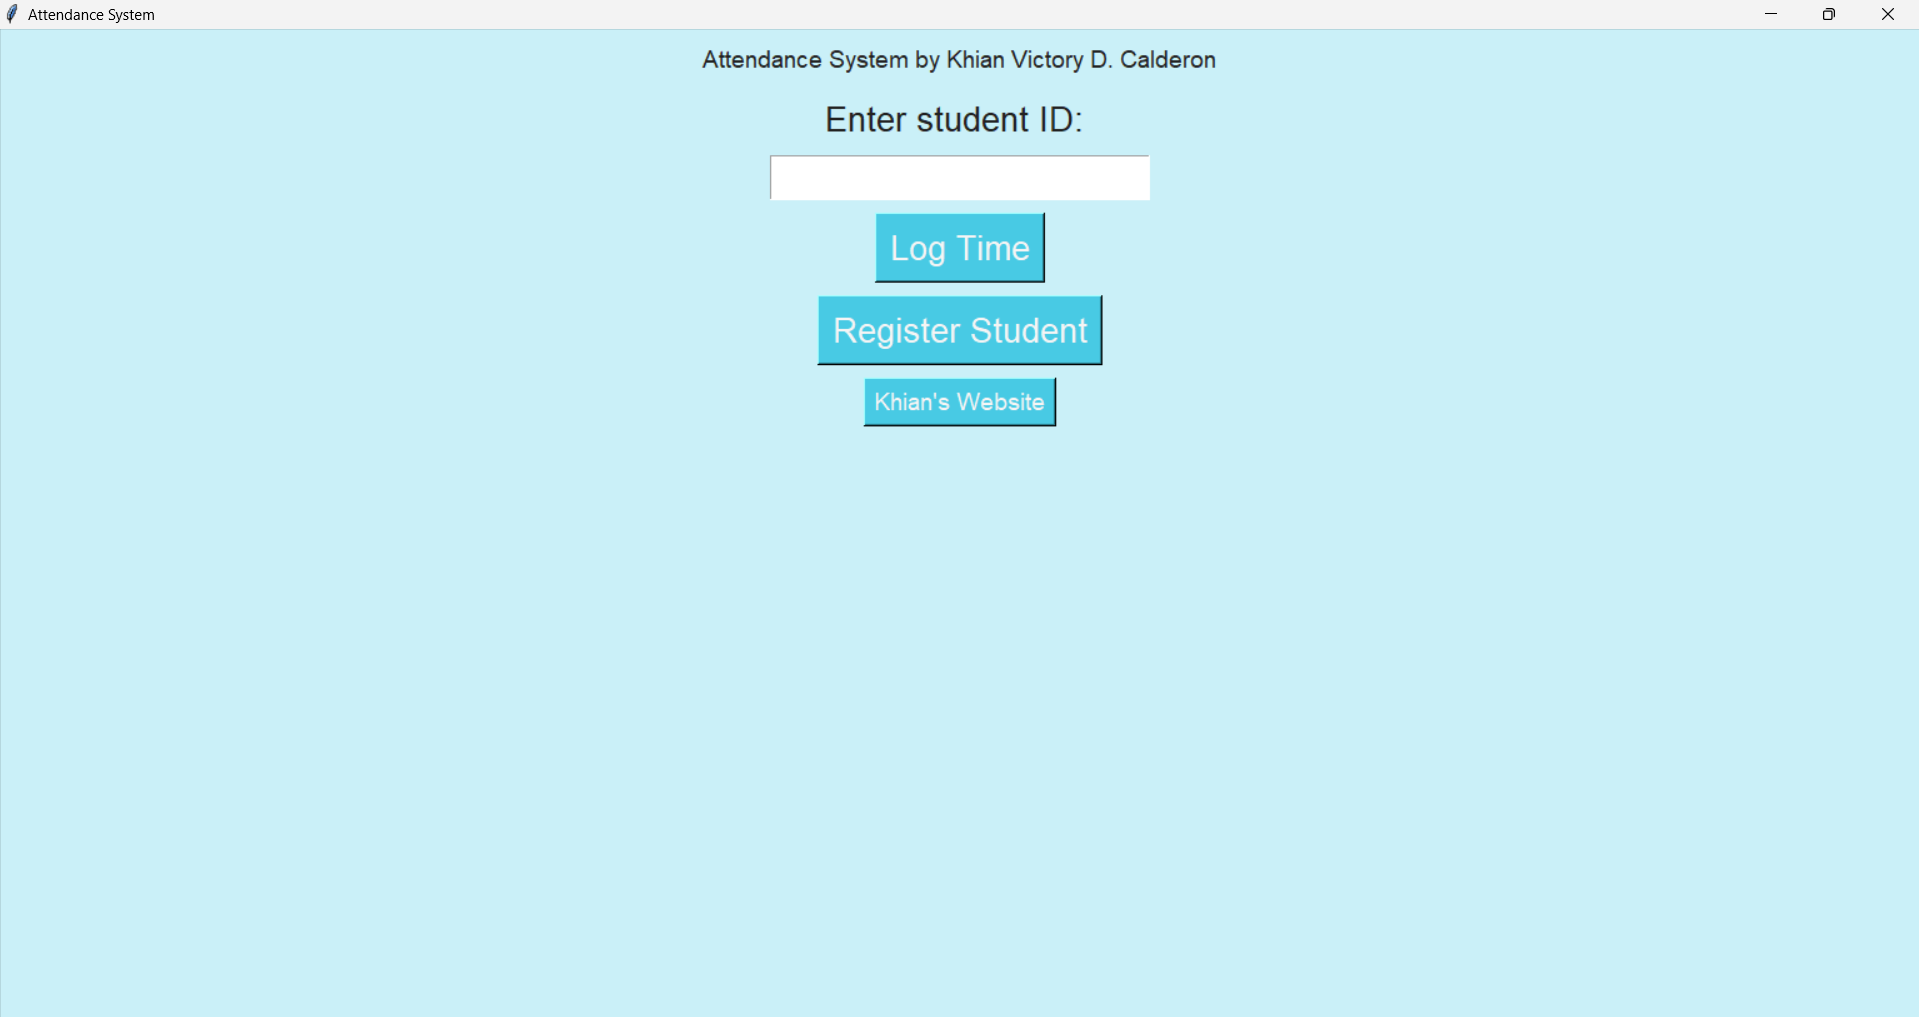 Attendance System
Attendance System by Khian Victory D. Calderon
Enter student ID:
Log Time
Register Student
Khian's Website